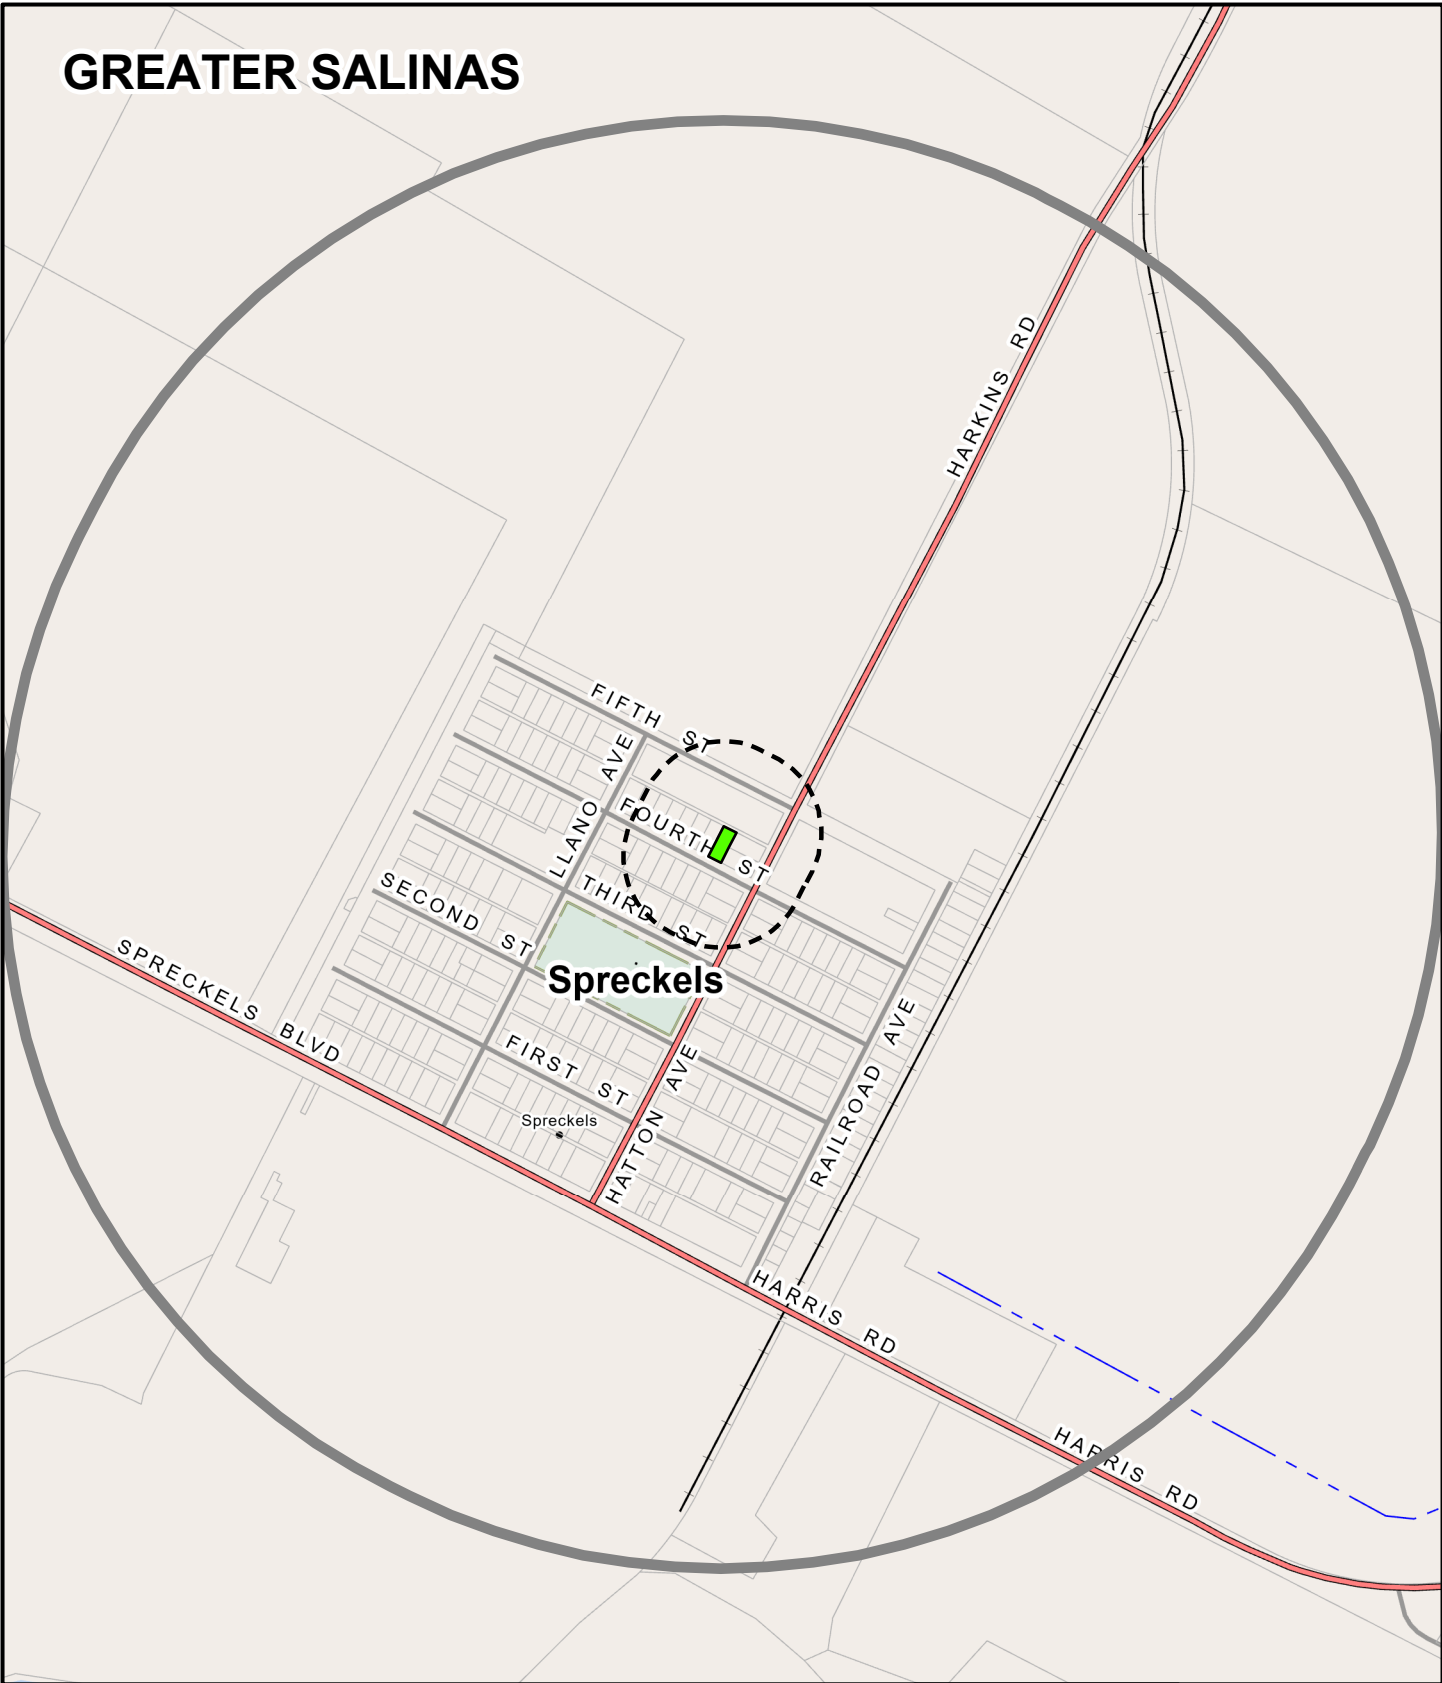 GREATER SALINAS
HARKINS RD
FIFTH ST
LLANO AVE
FOURTH ST
THIRD ST
SECOND ST
SPRECKELS BLVD
Spreckels
FIRST ST
Spreckels
HATTON AVE
RAILROAD AVE
HARRIS RD
HARRIS RD